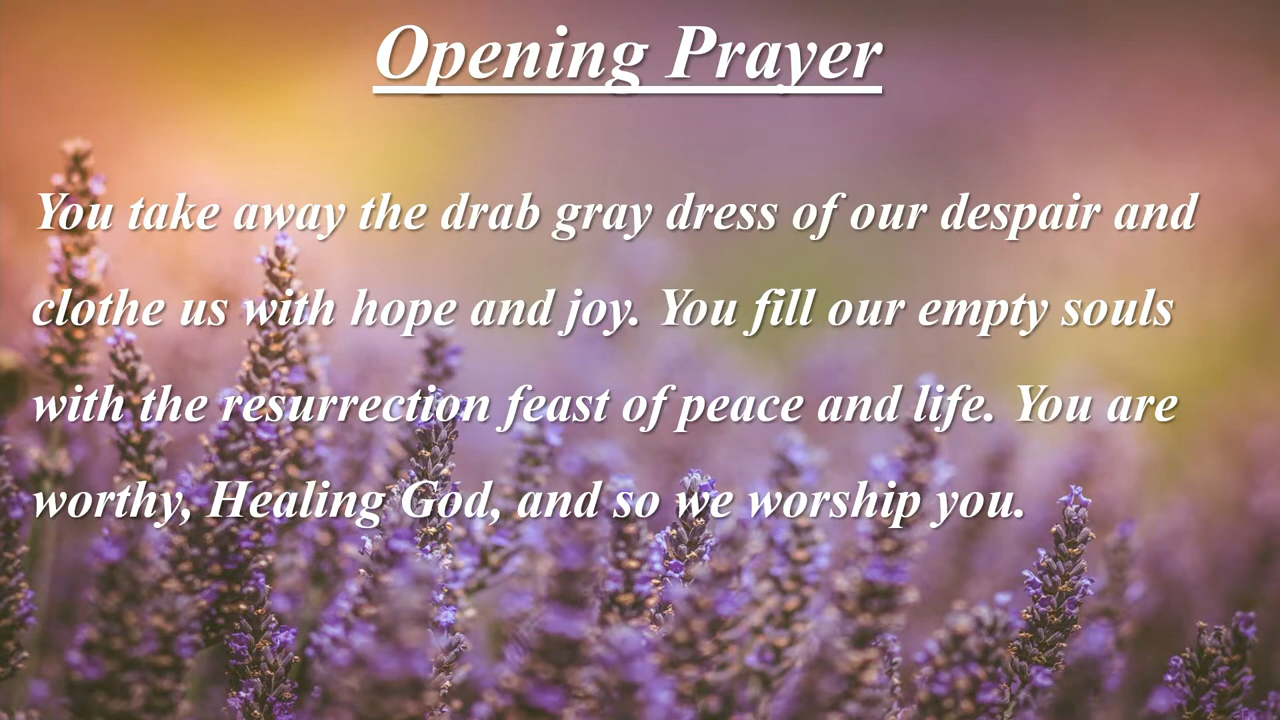 Opening Prayer
You take away the drab gray dress of our despair and
clothe us with hope and joy. You fill our empty souls
with the resurrection feast of peace and life. You are
worthy, Healing God, and so we worship you.